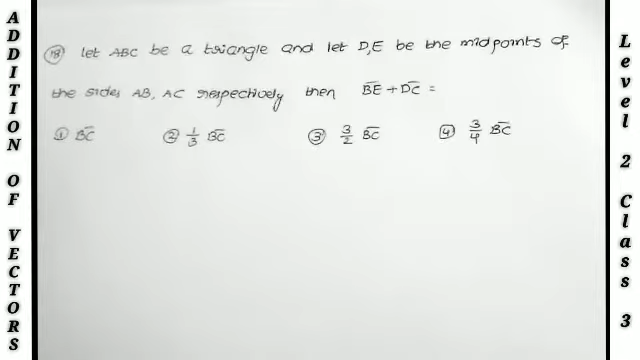 ADDITION OF VECTORS
(18) let ABC be a triangle and let D,E be the midpoints of
the sides AB, AC respectively then B̅E̅ + D̅C̅ =
① B̅C̅ ② 1/3 B̅C̅ ③ 3/2 B̅C̅ ④ 3/4 B̅C̅
Level 2 Class 3